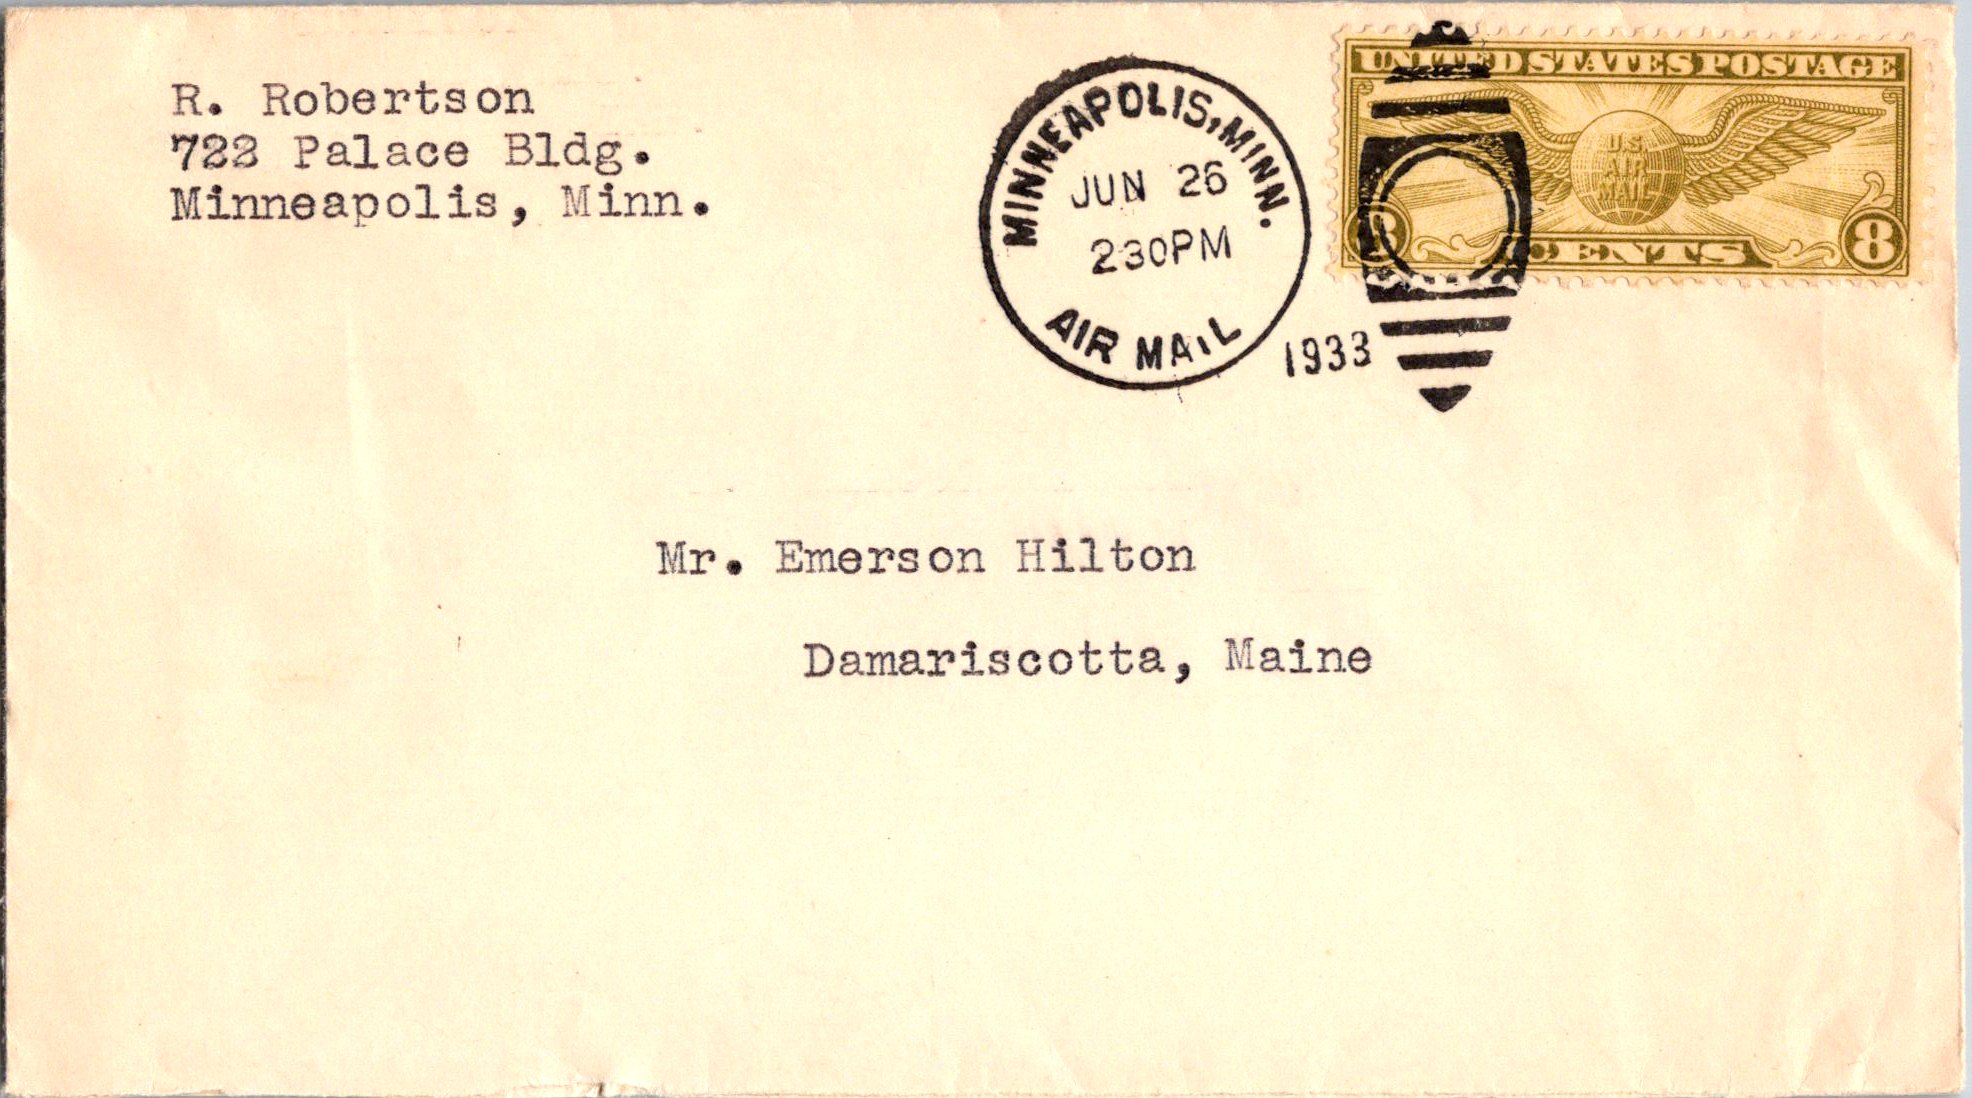 R. Robertson
722 Palace Bldg.
Minneapolis, Minn.
MINNEAPOLIS, MINN.
JUN 26
230PM
AIR MAIL
1933
UNITED STATES POSTAGE
U.S.
AIR
MAIL
8 CENTS 8
Mr. Emerson Hilton
Damariscotta, Maine